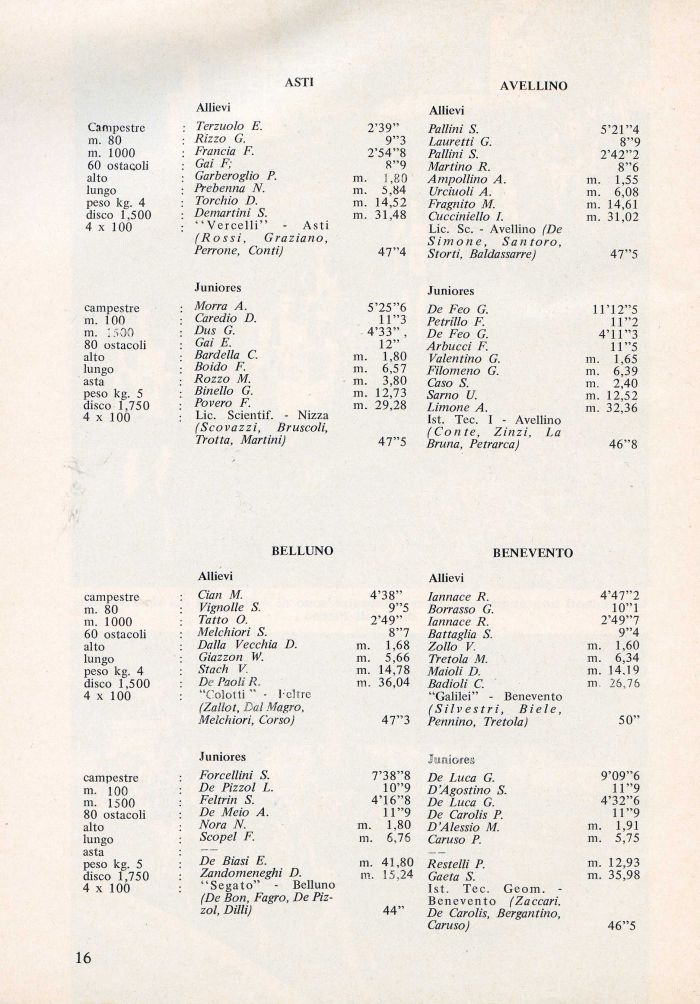 ASTI AVELLINO
Allievi Allievi
Campestre : Terzuolo E. 2'39" Pallini S. 5'21"4
m. 80 : Rizzo G. 9"3 Lauretti G. 8"9
m. 1000 : Francia F. 2'54"8 Pallini S. 2'42"2
60 ostacoli : Gai F; 8"9 Martino R. 8"6
alto : Garberoglio P. m. 1,80 Ampollino A. m. 1,55
lungo : Prebenna N. m. 5,84 Urciuoli A. m. 6,08
peso kg. 4 : Torchio D. m. 14,52 Fragnito M. m. 14,61
disco 1,500 : Demartini S. m. 31,48 Cucciniello I. m. 31,02
4 x 100 : "Vercelli" - Asti Lic. Sc. - Avellino (De
(Rossi, Graziano, Simone, Santoro,
Perrone, Conti) 47"4 Storti, Baldassarre) 47"5
Juniores Juniores
campestre : Morra A. 5'25"6 De Feo G. 11'12"5
m. 100 : Caredio D. 11"3 Petrillo F. 11"2
m. 1500 : Dus G. 4'33" De Feo G. 4'11"3
80 ostacoli : Gai E. 12" Arbucci F. 11"5
alto : Bardella C. m. 1,80 Valentino G. m. 1,65
lungo : Boido F. m. 6,57 Filomeno G. m. 6,39
asta : Rozzo M. m. 3,80 Caso S. m. 2,40
peso kg. 5 : Binello G. m. 12,73 Sarno U. m. 12,52
disco 1,750 : Povero F. m. 29,28 Limone A. m. 32,36
4 x 100 : Lic. Scientif. - Nizza Ist. Tec. I - Avellino
(Scovazzi, Bruscoli, (Conte, Zinzi, La
Trotta, Martini) 47"5 Bruna, Petrarca) 46"8
BELLUNO BENEVENTO
Allievi Allievi
campestre : Cian M. 4'38" Iannace R. 4'47"2
m. 80 : Vignolle S. 9"5 Borrasso G. 10"1
m. 1000 : Tatto O. 2'49" Iannace R. 2'49"7
60 ostacoli : Melchiori S. 8"7 Battaglia S. 9"4
alto : Dalla Vecchia D. m. 1,68 Zollo V. m. 1,60
lungo : Giazzon W. m. 5,66 Tretola M. m. 6,34
peso kg. 4 : Stach V. m. 14,78 Maioli D. m. 14,19
disco 1,500 : De Paoli R. m. 36,04 Badioli C. m. 26,76
4 x 100 : "Colotti" - Feltre "Galilei" - Benevento
(Zallot, Dal Magro, (Silvestri, Biele,
Melchiori, Corso) 47"3 Pennino, Tretola) 50"
Juniores Juniores
campestre : Forcellini S. 7'38"8 De Luca G. 9'09"6
m. 100 : De Pizzol L. 10"9 D'Agostino S. 11"9
m. 1500 : Feltrin S. 4'16"8 De Luca G. 4'32"6
80 ostacoli : De Meio A. 11"9 De Carolis P. 11"9
alto : Nora N. m. 1,80 D'Alessio M. m. 1,91
lungo : Scopel F. m. 6,76 Caruso P. m. 5,75
asta : —— ——
peso kg. 5 : De Biasi E. m. 41,80 Restelli P. m. 12,93
disco 1,750 : Zandomeneghi D. m. 15,24 Gaeta S. m. 35,98
4 x 100 : "Segato" - Belluno Ist. Tec. Geom. -
(De Bon, Fagro, De Piz- Benevento (Zaccari,
zol, Dilli) 44" De Carolis, Bergantino,
Caruso) 46"5
16